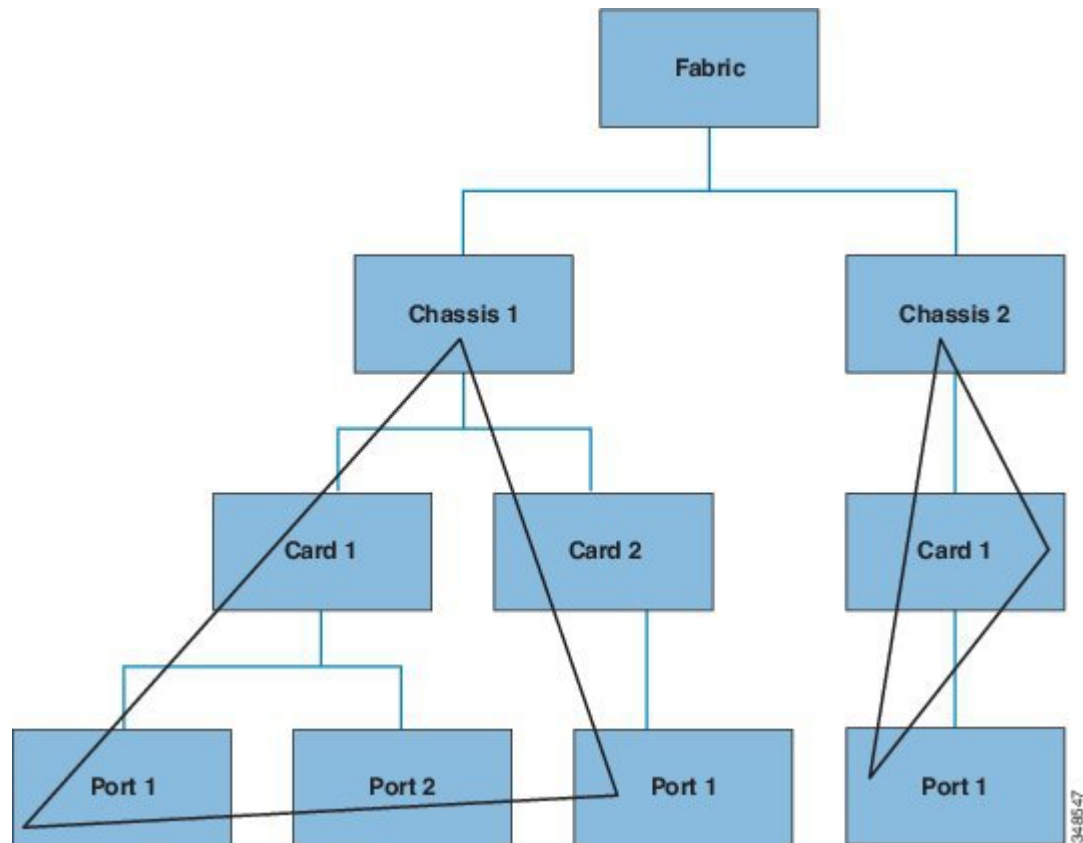 Fabric
Chassis 1
Chassis 2
Card 1
Card 2
Card 1
Port 1
Port 2
Port 1
Port 1
348547